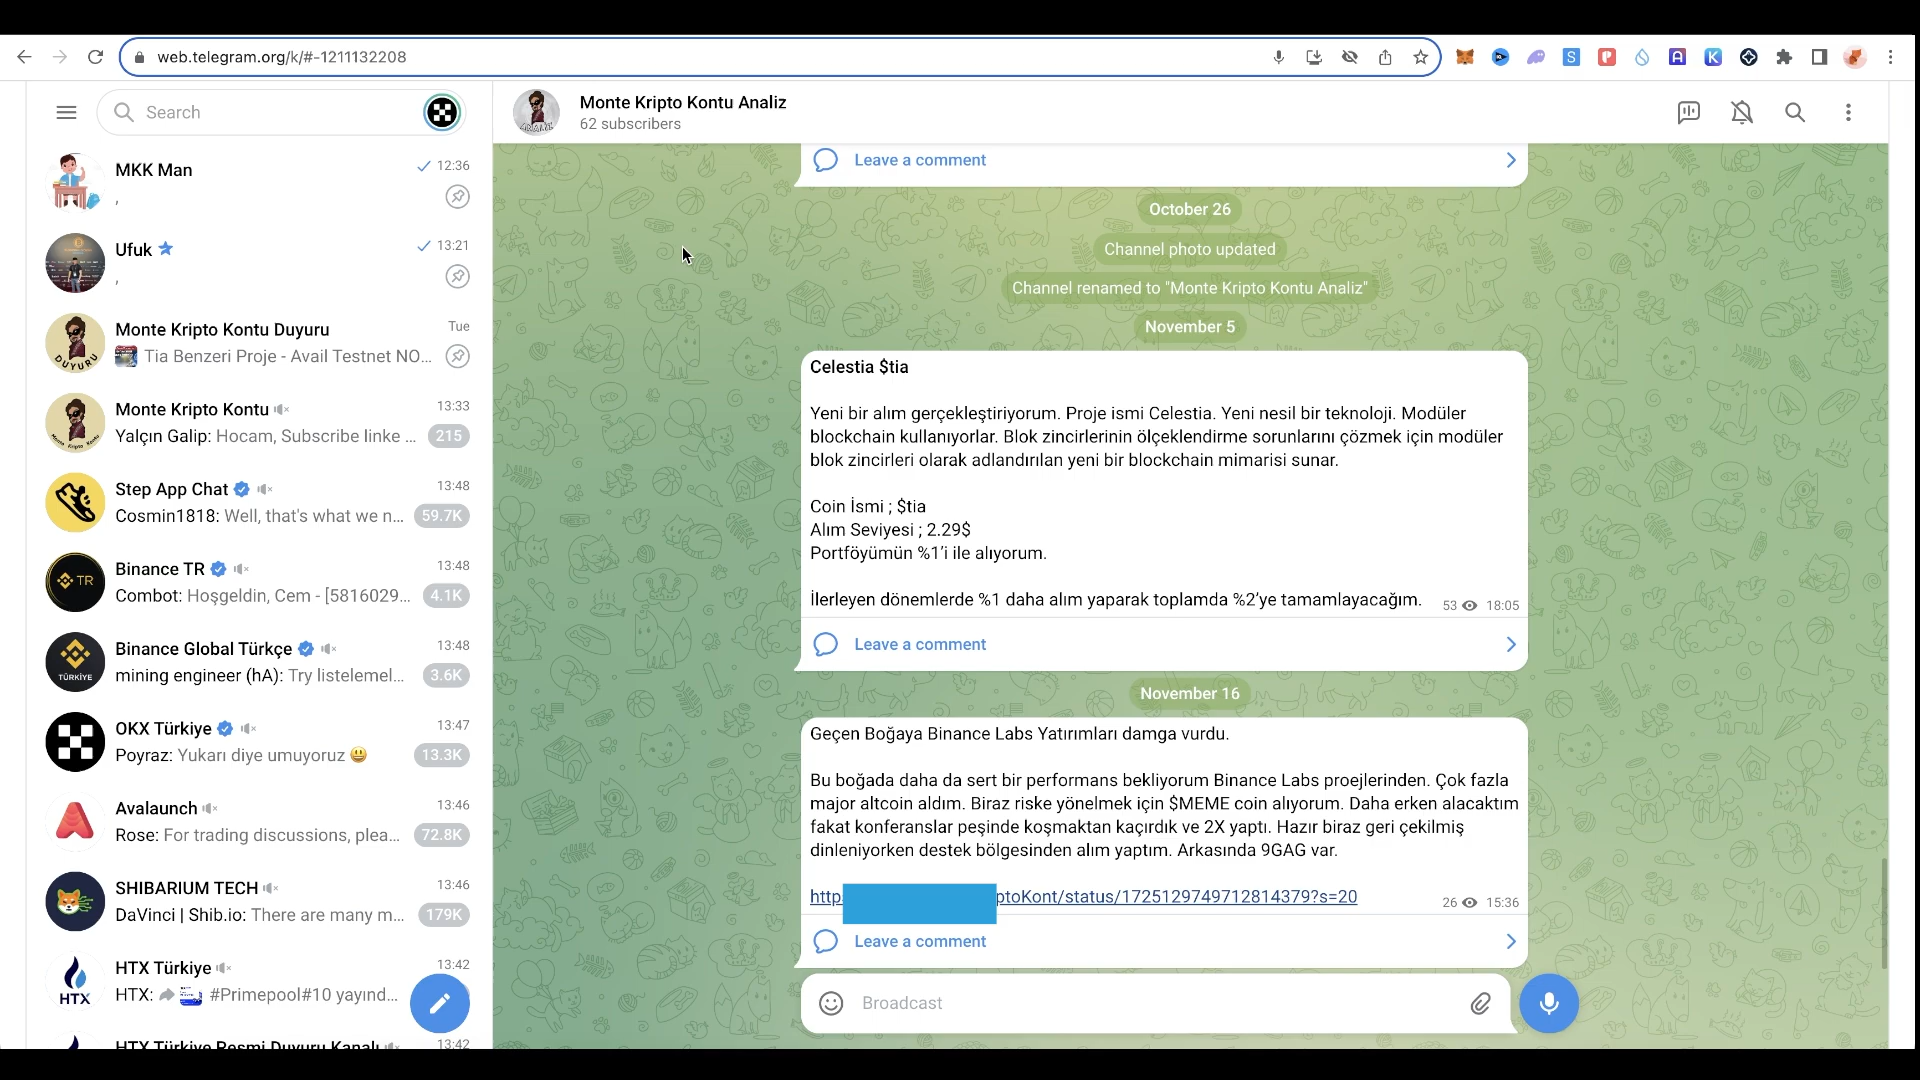 web.telegram.org/k/#-1211132208
Search
MKK Man
12:36
,
Ufuk
13:21
,
Monte Kripto Kontu Duyuru
Tue
Tia Benzeri Proje - Avail Testnet NO...
Monte Kripto Kontu
13:33
Yalçın Galip: Hocam, Subscribe linke ...
215
Step App Chat
13:48
Cosmin1818: Well, that's what we n...
59.7K
Binance TR
13:48
Combot: Hoşgeldin, Cem - [5816029...
4.1K
Binance Global Türkçe
13:48
mining engineer (hA): Try listelemel...
3.6K
OKX Türkiye
13:47
Poyraz: Yukarı diye umuyoruz 😃
13.3K
Avalaunch
13:46
Rose: For trading discussions, plea...
72.8K
SHIBARIUM TECH
13:46
DaVinci | Shib.io: There are many m...
179K
HTX Türkiye
13:42
HTX: #Primepool#10 yayınd...
HTX Türkiye Resmi Duyuru Kanalı
13:42
DUYURU
TR
TÜRKİYE
HTX
Monte Kripto Kontu Analiz
62 subscribers
Leave a comment
October 26
Channel photo updated
Channel renamed to "Monte Kripto Kontu Analiz"
November 5
Celestia $tia
Yeni bir alım gerçekleştiriyorum. Proje ismi Celestia. Yeni nesil bir teknoloji. Modüler
blockchain kullanıyorlar. Blok zincirlerinin ölçeklendirme sorunlarını çözmek için modüler
blok zincirleri olarak adlandırılan yeni bir blockchain mimarisi sunar.
Coin İsmi ; $tia
Alım Seviyesi ; 2.29$
Portföyümün %1'i ile alıyorum.
İlerleyen dönemlerde %1 daha alım yaparak toplamda %2'ye tamamlayacağım.
53 18:05
Leave a comment
November 16
Geçen Boğaya Binance Labs Yatırımları damga vurdu.
Bu boğada daha da sert bir performans bekliyorum Binance Labs proejlerinden. Çok fazla
major altcoin aldım. Biraz riske yönelmek için $MEME coin alıyorum. Daha erken alacaktım
fakat konferanslar peşinde koşmaktan kaçırdık ve 2X yaptı. Hazır biraz geri çekilmiş
dinleniyorken destek bölgesinden alım yaptım. Arkasında 9GAG var.
http ptoKont/status/1725129749712814379?s=20
26 15:36
Leave a comment
Broadcast